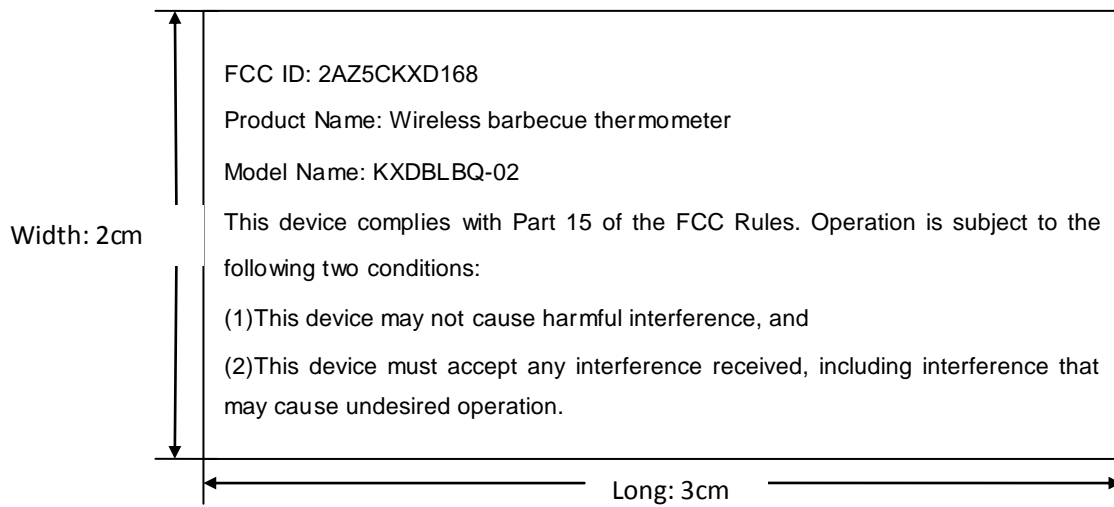 FCC ID: 2AZ5CKXD168
Product Name: Wireless barbecue thermometer
Model Name: KXDBLBQ-02
This device complies with Part 15 of the FCC Rules. Operation is subject to the
Width: 2cm
following two conditions:
(1)This device may not cause harmful interference, and
(2)This device must accept any interference received, including interference that
may cause undesired operation.
Long: 3cm